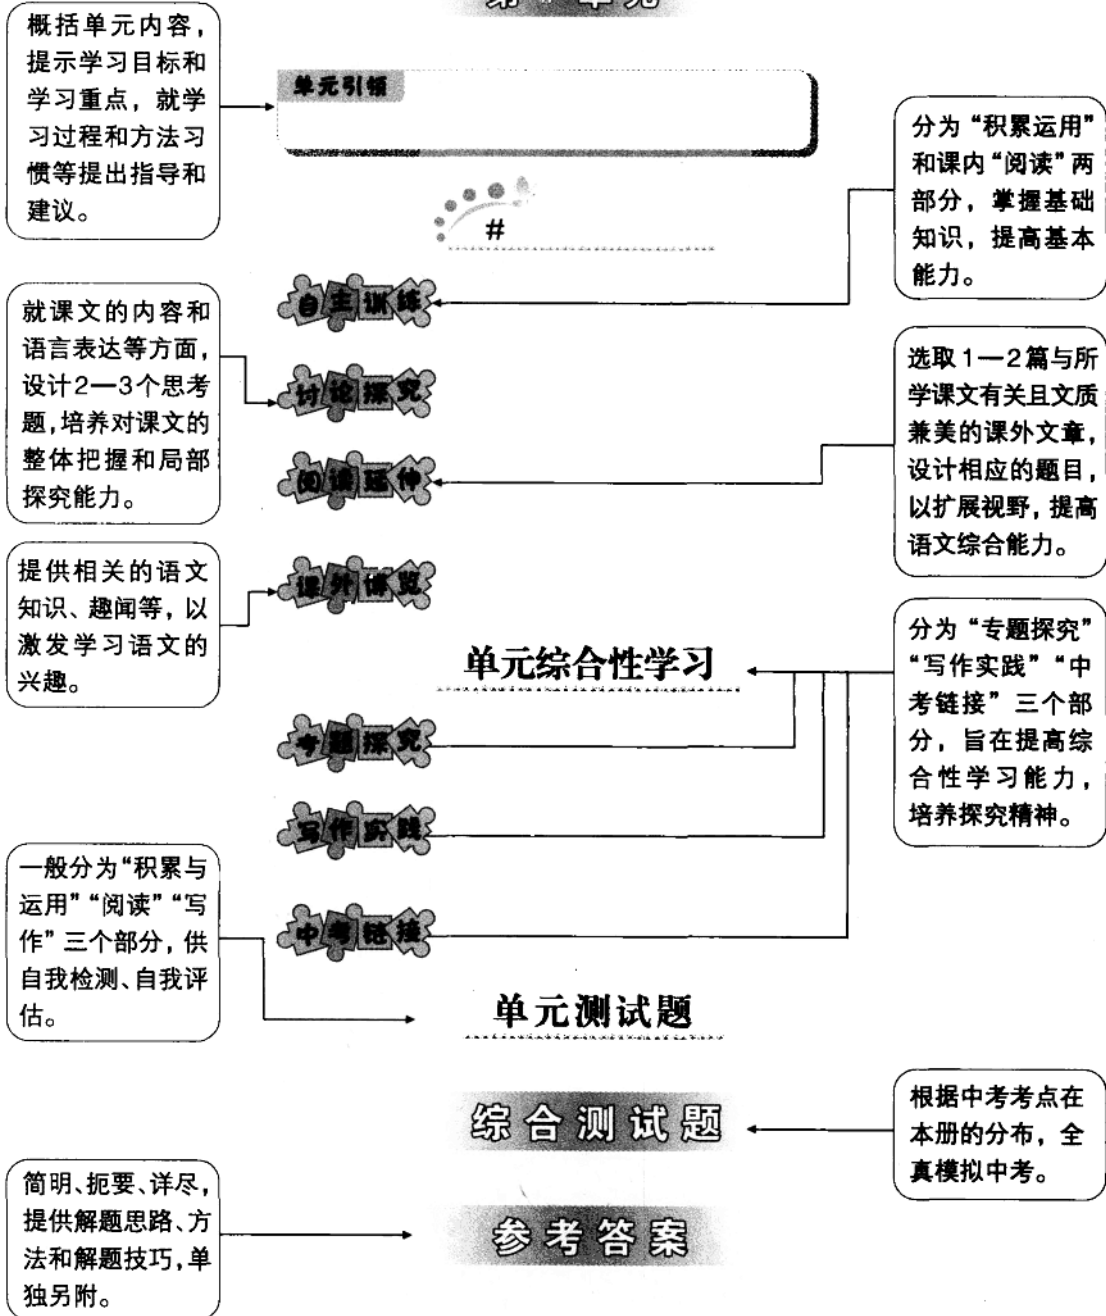 单元
概括单元内容，
提示学习目标和
学习重点，就学
习过程和方法习
惯等提出指导和
建议。
单元引领
分为“积累运用”
和课内“阅读”两
部分，掌握基础
知识，提高基本
能力。
#
自主训练
就课文的内容和
语言表达等方面，
设计2—3个思考
题，培养对课文的
整体把握和局部
探究能力。
讨论探究
选取1—2篇与所
学课文有关且文质
兼美的课外文章，
设计相应的题目，
以扩展视野，提高
语文综合能力。
阅读延伸
提供相关的语文
知识、趣闻等，以
激发学习语文的
兴趣。
课外博览
单元综合性学习
分为“专题探究”
“写作实践”“中
考链接”三个部
分，旨在提高综
合性学习能力，
培养探究精神。
专题探究
写作实践
中考链接
一般分为“积累与
运用”“阅读”“写
作”三个部分，供
自我检测、自我评
估。
单元测试题
综合测试题
根据中考考点在
本册的分布，全
真模拟中考。
简明、扼要、详尽，
提供解题思路、方
法和解题技巧，单
独另附。
参考答案